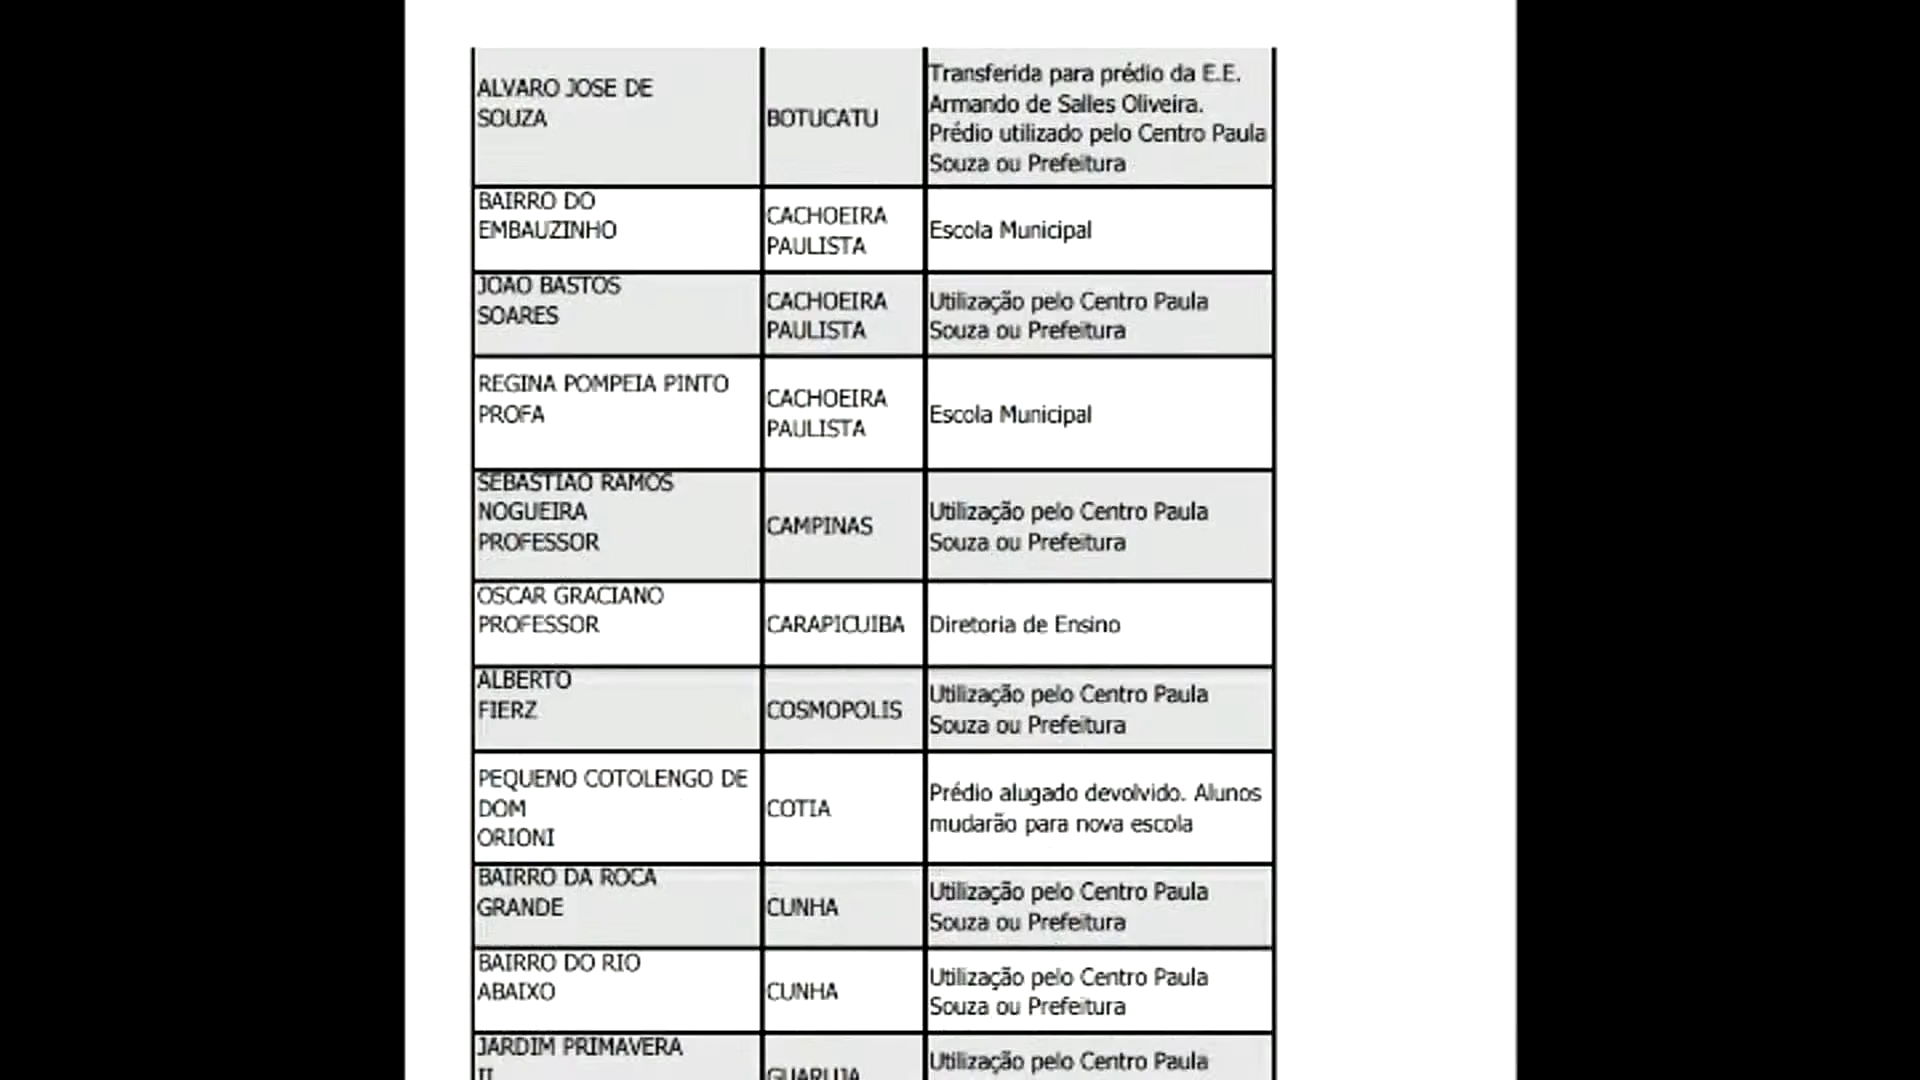 ALVARO JOSE DE
SOUZA
BOTUCATU
Transferida para prédio da E.E.
Armando de Salles Oliveira.
Prédio utilizado pelo Centro Paula
Souza ou Prefeitura
BAIRRO DO
EMBAUZINHO
CACHOEIRA
PAULISTA
Escola Municipal
JOAO BASTOS
SOARES
CACHOEIRA
PAULISTA
Utilização pelo Centro Paula
Souza ou Prefeitura
REGINA POMPEIA PINTO
PROFA
CACHOEIRA
PAULISTA
Escola Municipal
SEBASTIAO RAMOS
NOGUEIRA
PROFESSOR
CAMPINAS
Utilização pelo Centro Paula
Souza ou Prefeitura
OSCAR GRACIANO
PROFESSOR
CARAPICUIBA
Diretoria de Ensino
ALBERTO
FIERZ
COSMOPOLIS
Utilização pelo Centro Paula
Souza ou Prefeitura
PEQUENO COTOLENGO DE
DOM
ORIONI
COTIA
Prédio alugado devolvido. Alunos
mudarão para nova escola
BAIRRO DA ROCA
GRANDE
CUNHA
Utilização pelo Centro Paula
Souza ou Prefeitura
BAIRRO DO RIO
ABAIXO
CUNHA
Utilização pelo Centro Paula
Souza ou Prefeitura
JARDIM PRIMAVERA
II
GUARUJA
Utilização pelo Centro Paula